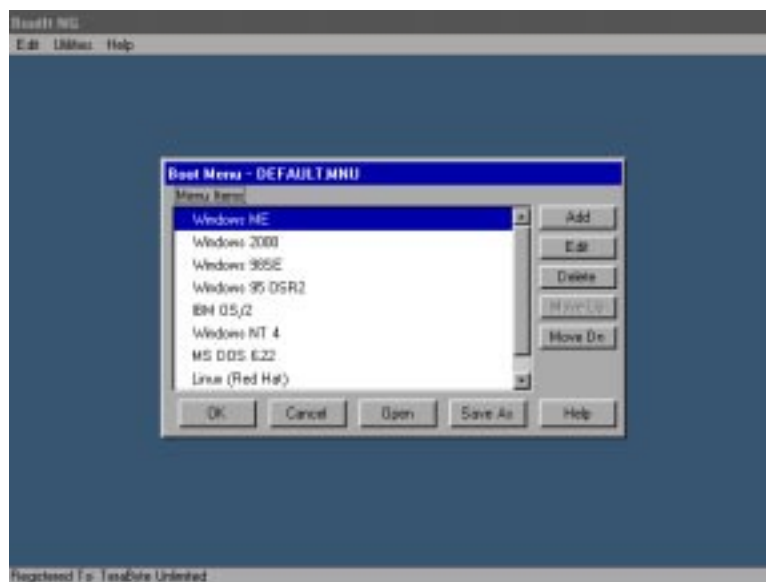 BootIt NG
Edit Utilities Help
Boot Menu - DEFAULT.MNU
Menu Items
Windows ME
Windows 2000
Windows 98SE
Windows 95 OSR2
IBM OS/2
Windows NT 4
MS DOS 6.22
Linux (Red Hat)
Add
Edit
Delete
Move Up
Move Dn
OK Cancel Open Save As Help
Registered To: TeraByte Unlimited